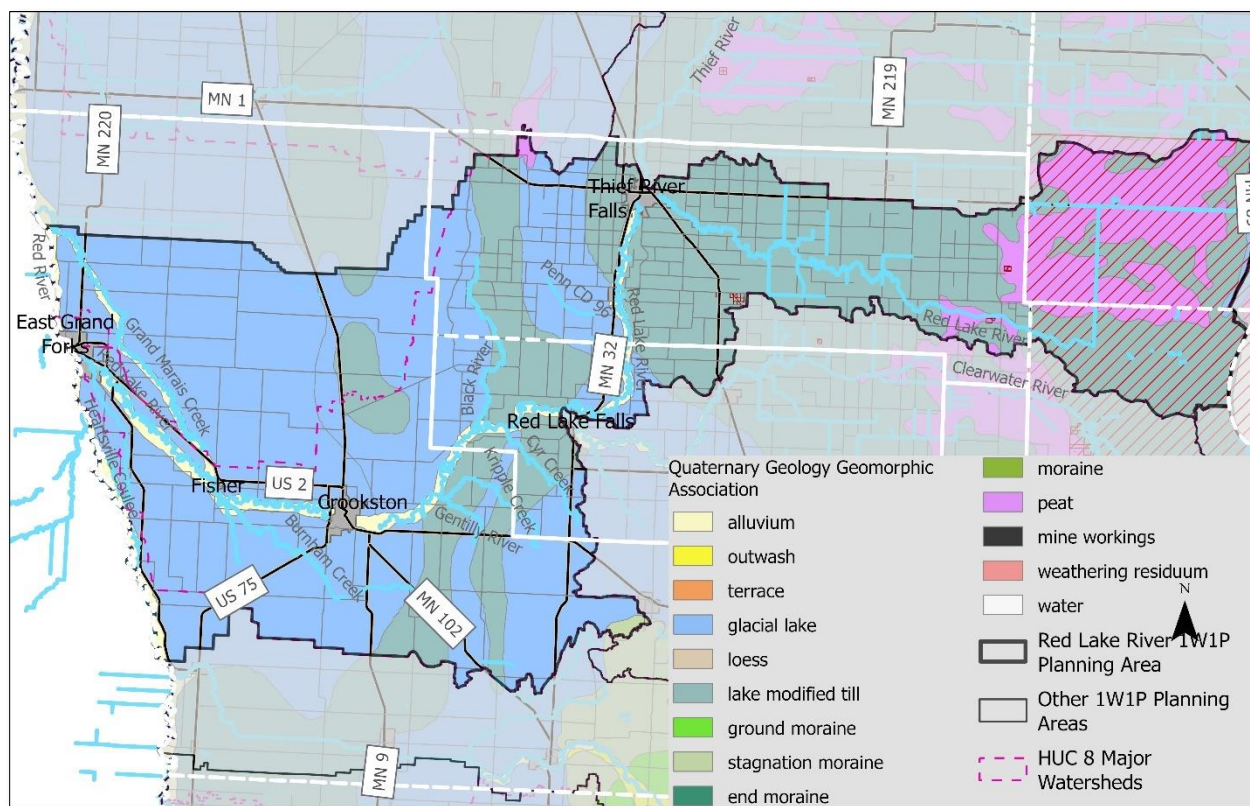 MN 1
MN 220
Thief River
MN 219
Thief River
Falls
Red River
East Grand
Forks
Grand Marais Creek
Red Lake River
Heartsville Coulee
Fisher
US 2
Crookston
Burnham Creek
US 75
MN 102
MN 9
Black River
Penn CD 96
MN 32
Red Lake River
Red Lake Falls
Cyr Creek
Kripple Creek
Gentilly River
Red Lake River
Clearwater River
Quaternary Geology Geomorphic
Association
alluvium
outwash
terrace
glacial lake
loess
lake modified till
ground moraine
stagnation moraine
end moraine
moraine
peat
mine workings
weathering residuum
water
N
Red Lake River 1W1P
Planning Area
Other 1W1P Planning
Areas
HUC 8 Major
Watersheds